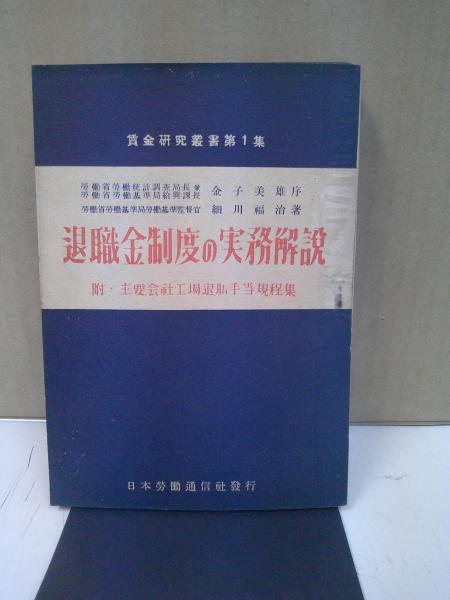 賃金研究叢書第1集
労働省労働統計調査局長兼
労働省労働基準局給與課長 金子美雄序
労働省労働基準局労働基準監督官 細川福治著
退職金制度の実務解説
附・主要会社工場退職手当規程集
日本労働通信社發行